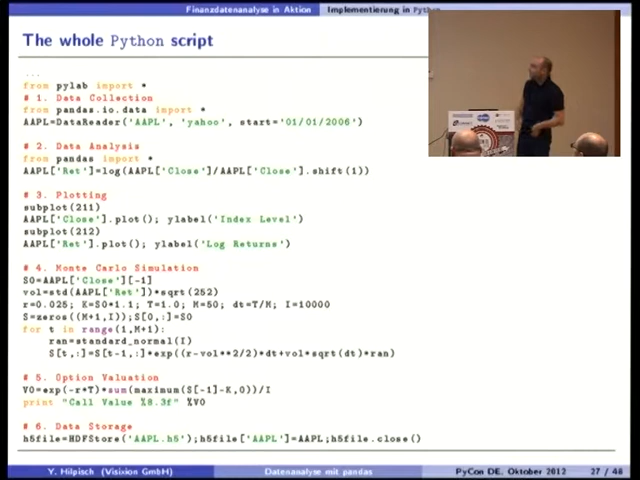 Finanzdatenanalyse in Aktion Implementierung in Python
The whole Python script
...
from pylab import *
# 1. Data Collection
from pandas.io.data import *
AAPL=DataReader('AAPL', 'yahoo', start='01/01/2006')
# 2. Data Analysis
from pandas import *
AAPL['Ret']=log(AAPL['Close']/AAPL['Close'].shift(1))
# 3. Plotting
subplot(211)
AAPL['Close'].plot(); ylabel('Index Level')
subplot(212)
AAPL['Ret'].plot(); ylabel('Log Returns')
# 4. Monte Carlo Simulation
S0=AAPL['Close'][-1]
vol=std(AAPL['Ret'])*sqrt(252)
r=0.025; K=S0*1.1; T=1.0; M=50; dt=T/M; I=10000
S=zeros((M+1,I));S[0,:]=S0
for t in range(1,M+1):
ran=standard_normal(I)
S[t,:]=S[t-1,:]*exp((r-vol**2/2)*dt+vol*sqrt(dt)*ran)
# 5. Option Valuation
V0=exp(-r*T)*sum(maximum(S[-1]-K,0))/I
print "Call Value %8.3f" %V0
# 6. Data Storage
h5file=HDFStore('AAPL.h5');h5file['AAPL']=AAPL;h5file.close()
Y. Hilpisch (Visixion GmbH) Datenanalyse mit pandas PyCon DE, Oktober 2012 27 / 48